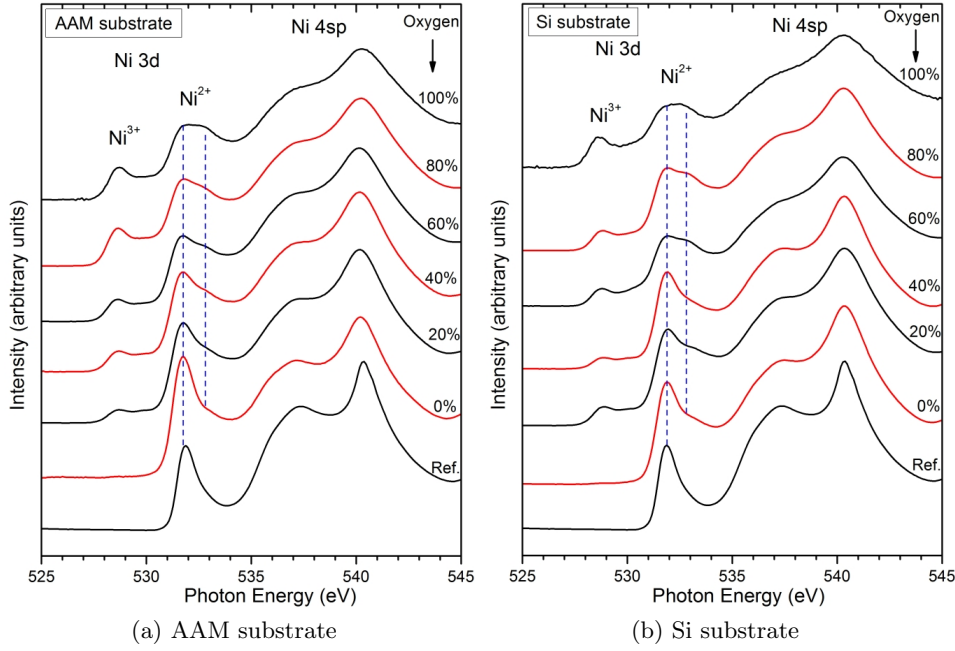 AAM substrate
Ni 3d
Ni 4sp
Oxygen
Ni³⁺
Ni²⁺
100%
80%
60%
40%
20%
0%
Ref.
Intensity (arbitrary units)
525 530 535 540 545
Photon Energy (eV)
(a) AAM substrate
Si substrate
Ni 3d
Ni 4sp
Oxygen
Ni³⁺
Ni²⁺
100%
80%
60%
40%
20%
0%
Ref.
Intensity (arbitrary units)
525 530 535 540 545
Photon Energy (eV)
(b) Si substrate